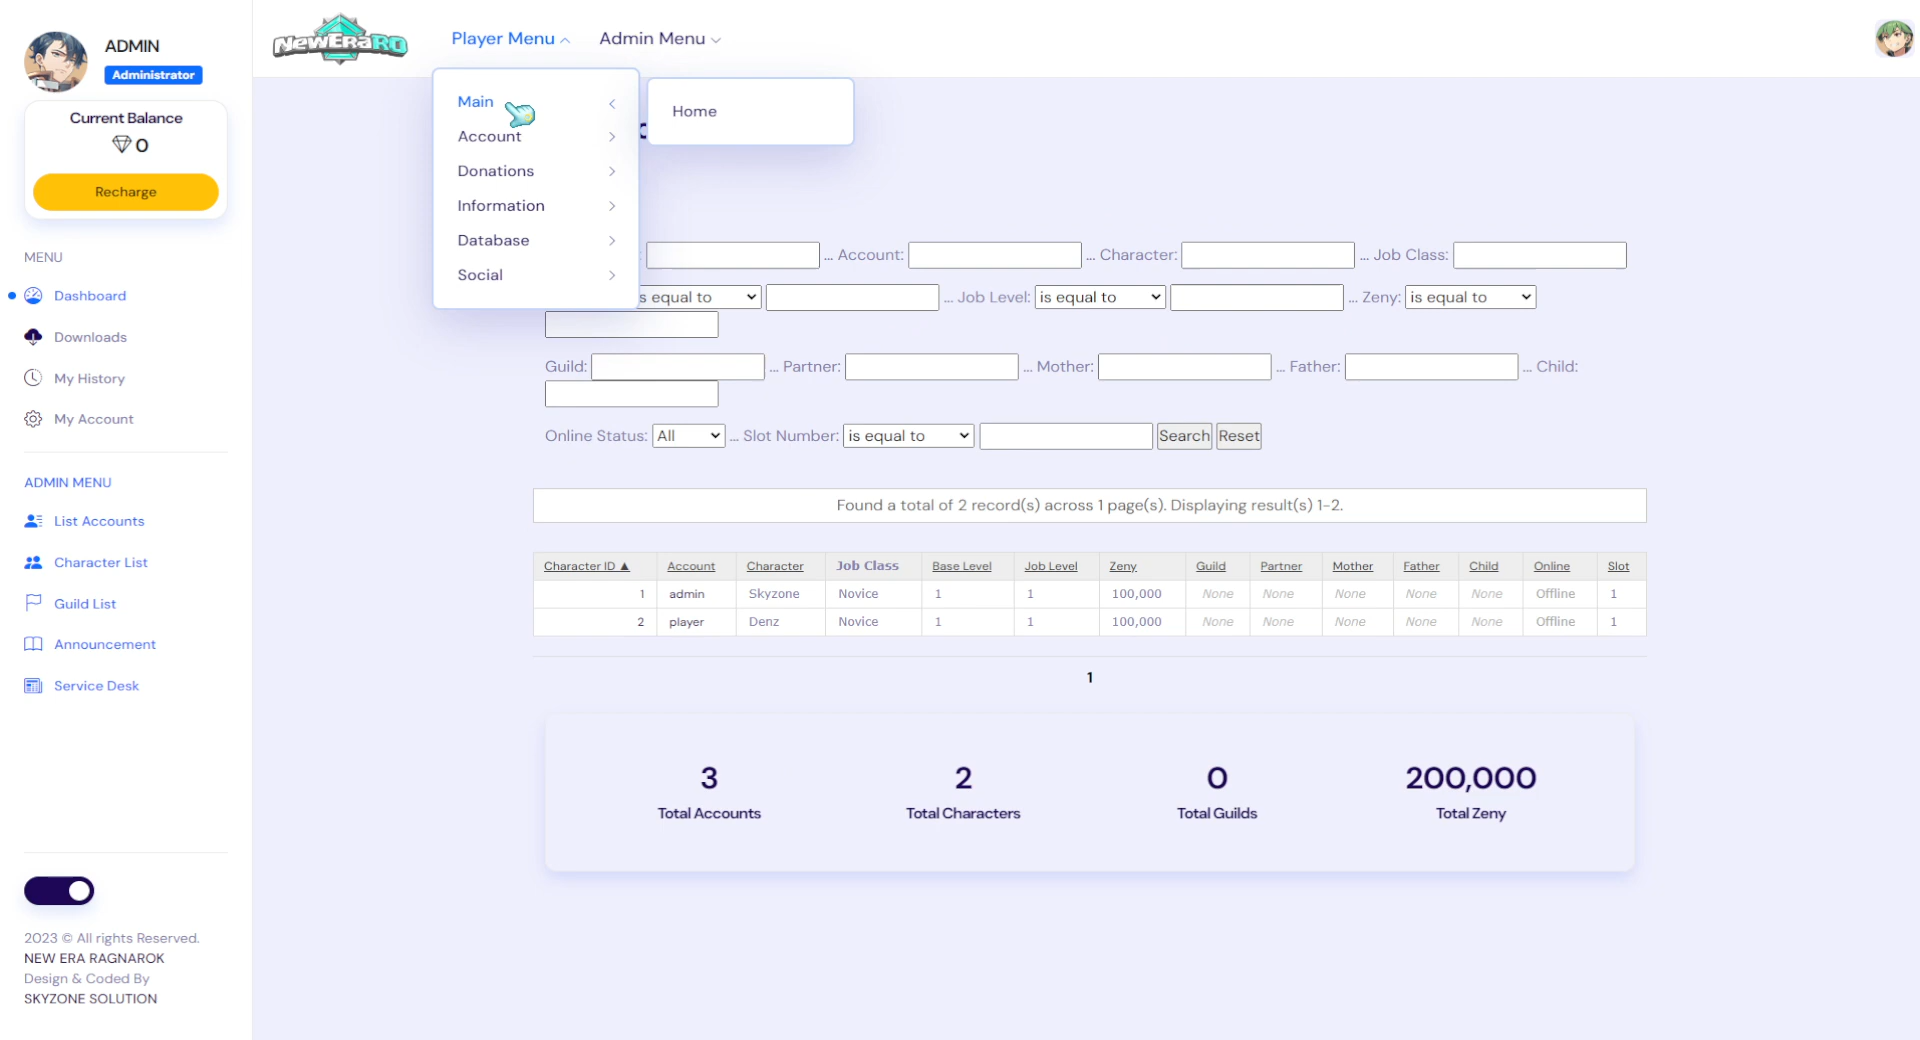 ADMIN
Administrator
Current Balance
0
Recharge
MENU
Dashboard
Downloads
My History
My Account
ADMIN MENU
List Accounts
Character List
Guild List
Announcement
Service Desk
2023 © All rights Reserved.
NEW ERA RAGNAROK
Design & Coded By
SKYZONE SOLUTION
NewEraRO
Player Menu
Admin Menu
Main
Account
Donations
Information
Database
Social
Home
: ... Account: ... Character: ... Job Class:
is equal to ... Job Level: is equal to ... Zeny: is equal to
Guild: ... Partner: ... Mother: ... Father: ... Child:
Online Status: All ... Slot Number: is equal to Search Reset
Found a total of 2 record(s) across 1 page(s). Displaying result(s) 1-2.
Character ID ▲ Account Character Job Class Base Level Job Level Zeny Guild Partner Mother Father Child Online Slot
1 admin Skyzone Novice 1 1 100,000 None None None None None Offline 1
2 player Denz Novice 1 1 100,000 None None None None None Offline 1
1
3 2 0 200,000
Total Accounts Total Characters Total Guilds Total Zeny